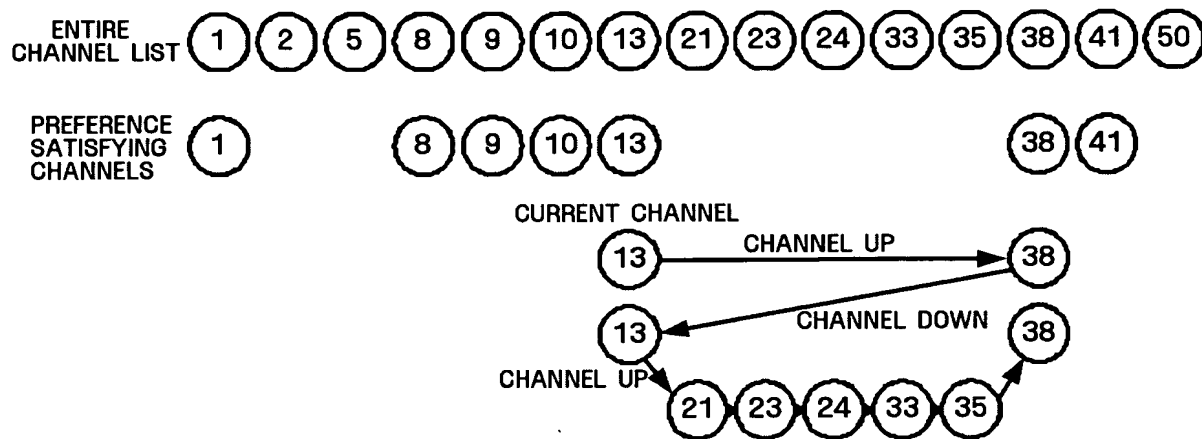 ENTIRE
CHANNEL LIST 1 2 5 8 9 10 13 21 23 24 33 35 38 41 50
PREFERENCE
SATISFYING
CHANNELS
1 8 9 10 13 38 41
CURRENT CHANNEL
13 CHANNEL UP 38
13 CHANNEL DOWN 38
CHANNEL UP
21 23 24 33 35